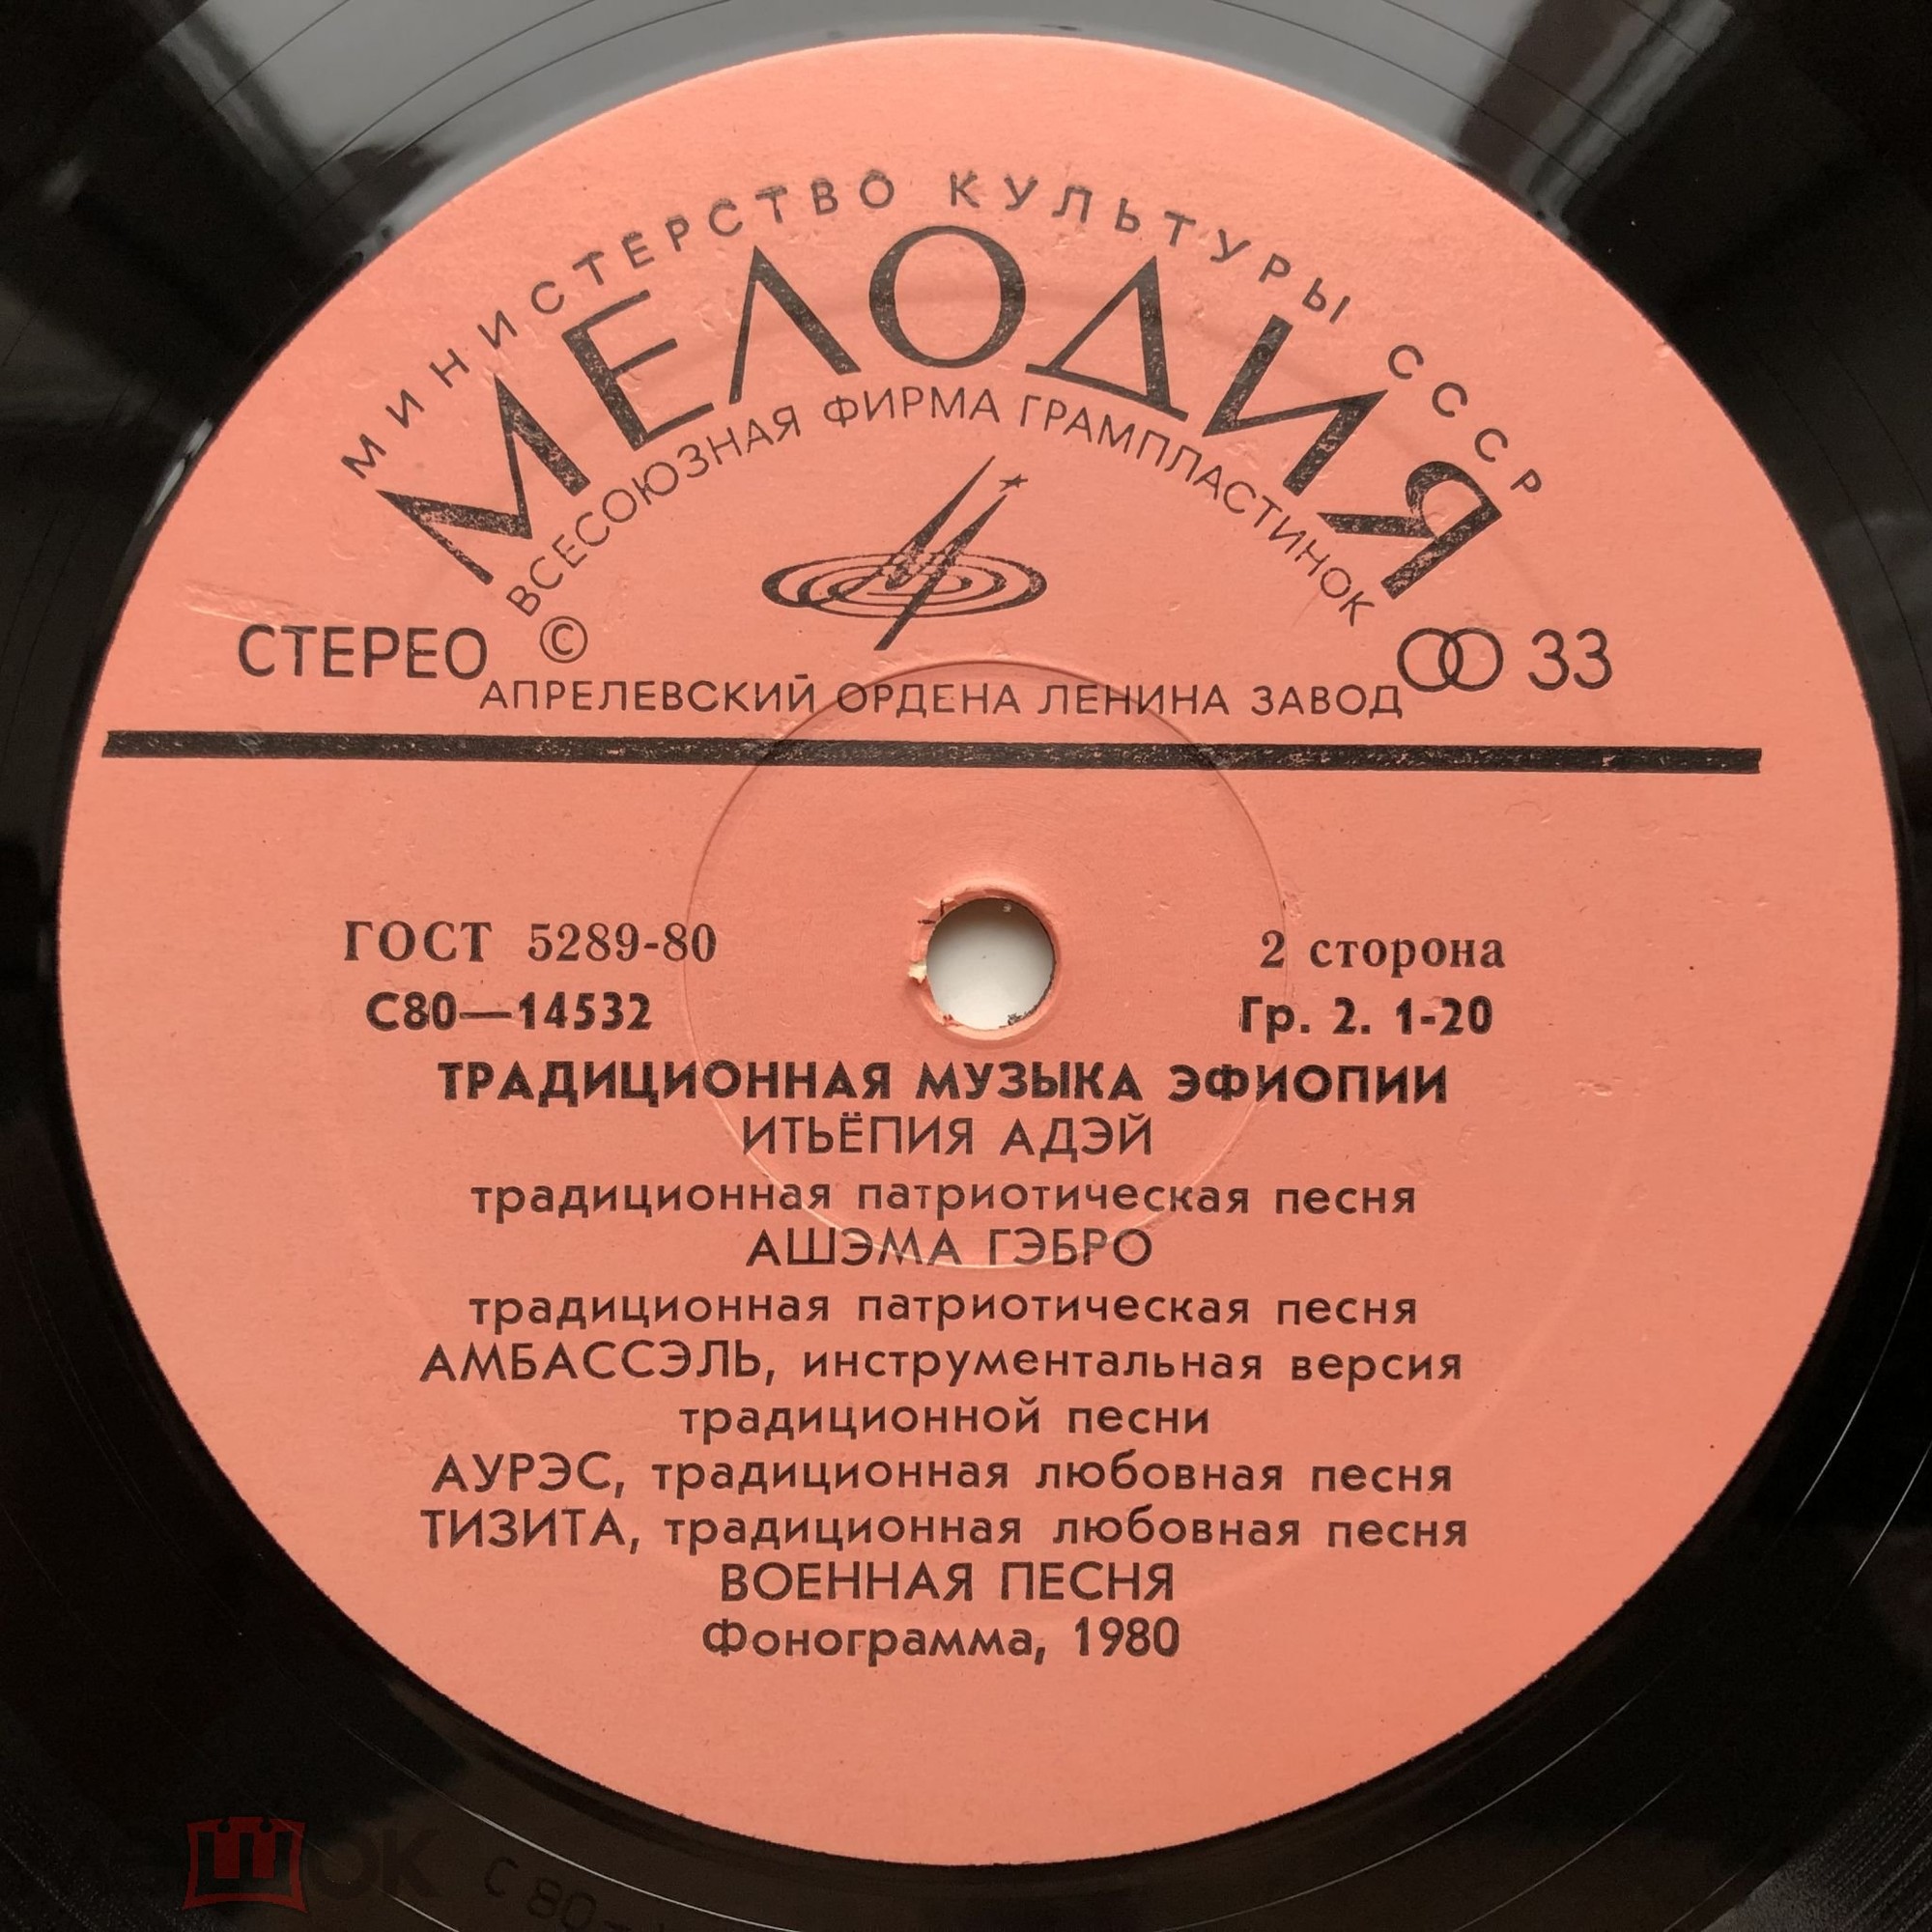 МИНИСТЕРСТВО КУЛЬТУРЫ СССР
МЕЛОДИЯ
ВСЕСОЮЗНАЯ ФИРМА ГРАМПЛАСТИНОК
СТЕРЕО © 33
АПРЕЛЕВСКИЙ ОРДЕНА ЛЕНИНА ЗАВОД
ГОСТ 5289-80 2 сторона
С80—14532 Гр. 2. 1-20
ТРАДИЦИОННАЯ МУЗЫКА ЭФИОПИИ
ИТЬЁПИЯ АДЭЙ
традиционная патриотическая песня
АШЭМА ГЭБРО
традиционная патриотическая песня
АМБАССЭЛЬ, инструментальная версия
традиционной песни
АУРЭС, традиционная любовная песня
ТИЗИТА, традиционная любовная песня
ВОЕННАЯ ПЕСНЯ
Фонограмма, 1980
С 80-